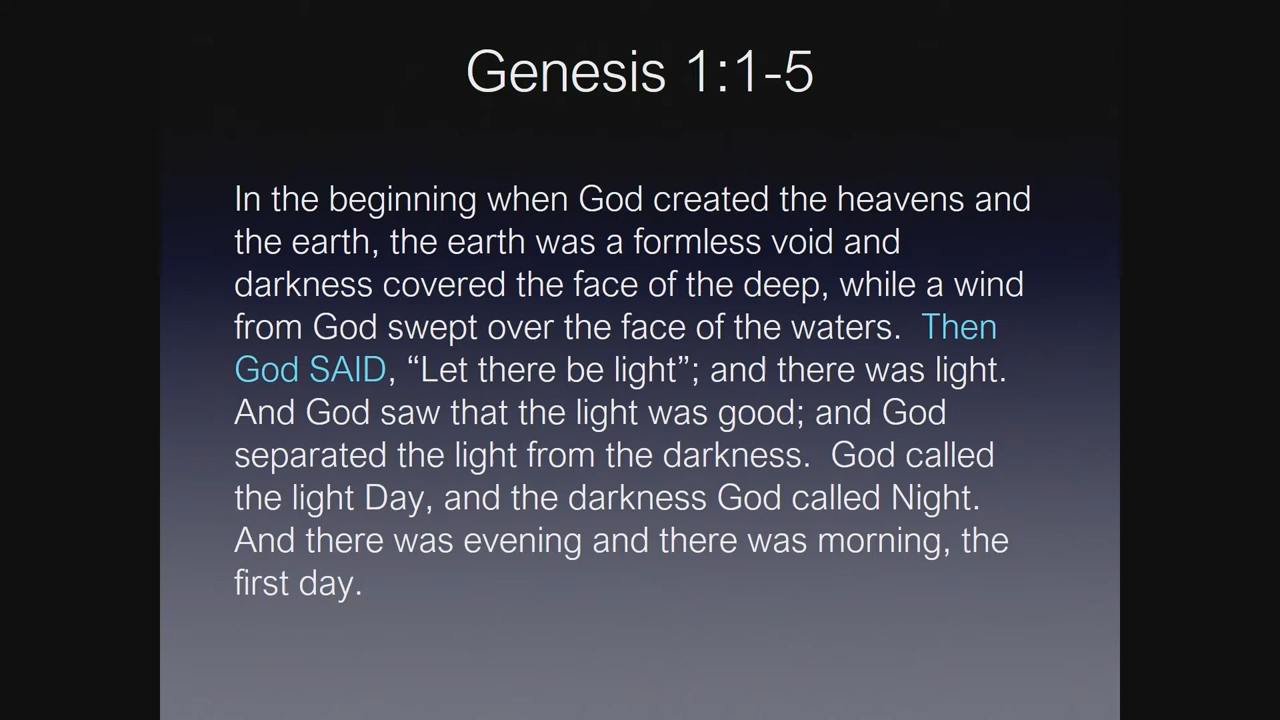 Genesis 1:1-5
In the beginning when God created the heavens and
the earth, the earth was a formless void and
darkness covered the face of the deep, while a wind
from God swept over the face of the waters.  Then
God SAID, “Let there be light”; and there was light.
And God saw that the light was good; and God
separated the light from the darkness.  God called
the light Day, and the darkness God called Night.
And there was evening and there was morning, the
first day.